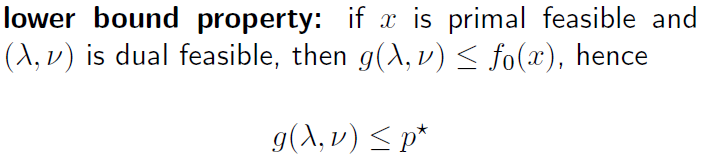 lower bound property: if x is primal feasible and
(λ, ν) is dual feasible, then g(λ, ν) ≤ f₀(x), hence
g(λ, ν) ≤ p⋆